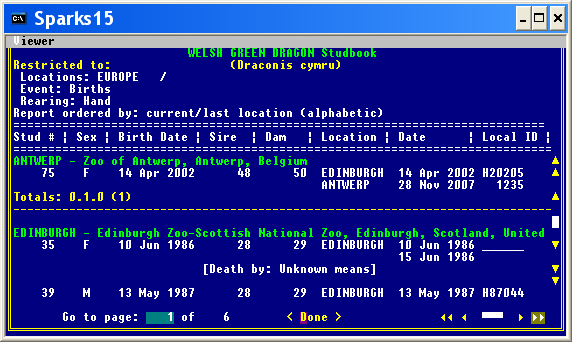 Sparks15
Viewer
WELSH GREEN DRAGON Studbook
Restricted to: (Draconis cymru)
Locations: EUROPE /
Event: Births
Rearing: Hand
Report ordered by: current/last location (alphabetic)
Stud # | Sex | Birth Date | Sire | Dam | Location | Date | Local ID |
ANTWERP - Zoo of Antwerp, Antwerp, Belgium
75 F 14 Apr 2002 48 50 EDINBURGH 14 Apr 2002 H20205
ANTWERP 28 Nov 2007 1235
Totals: 0.1.0 (1)
EDINBURGH - Edinburgh Zoo-Scottish National Zoo, Edinburgh, Scotland, United
35 F 10 Jun 1986 28 29 EDINBURGH 10 Jun 1986 ______
15 Jun 1986
[Death by: Unknown means]
39 M 13 May 1987 28 29 EDINBURGH 13 May 1987 H87044
Go to page: 1 of 6 < Done >